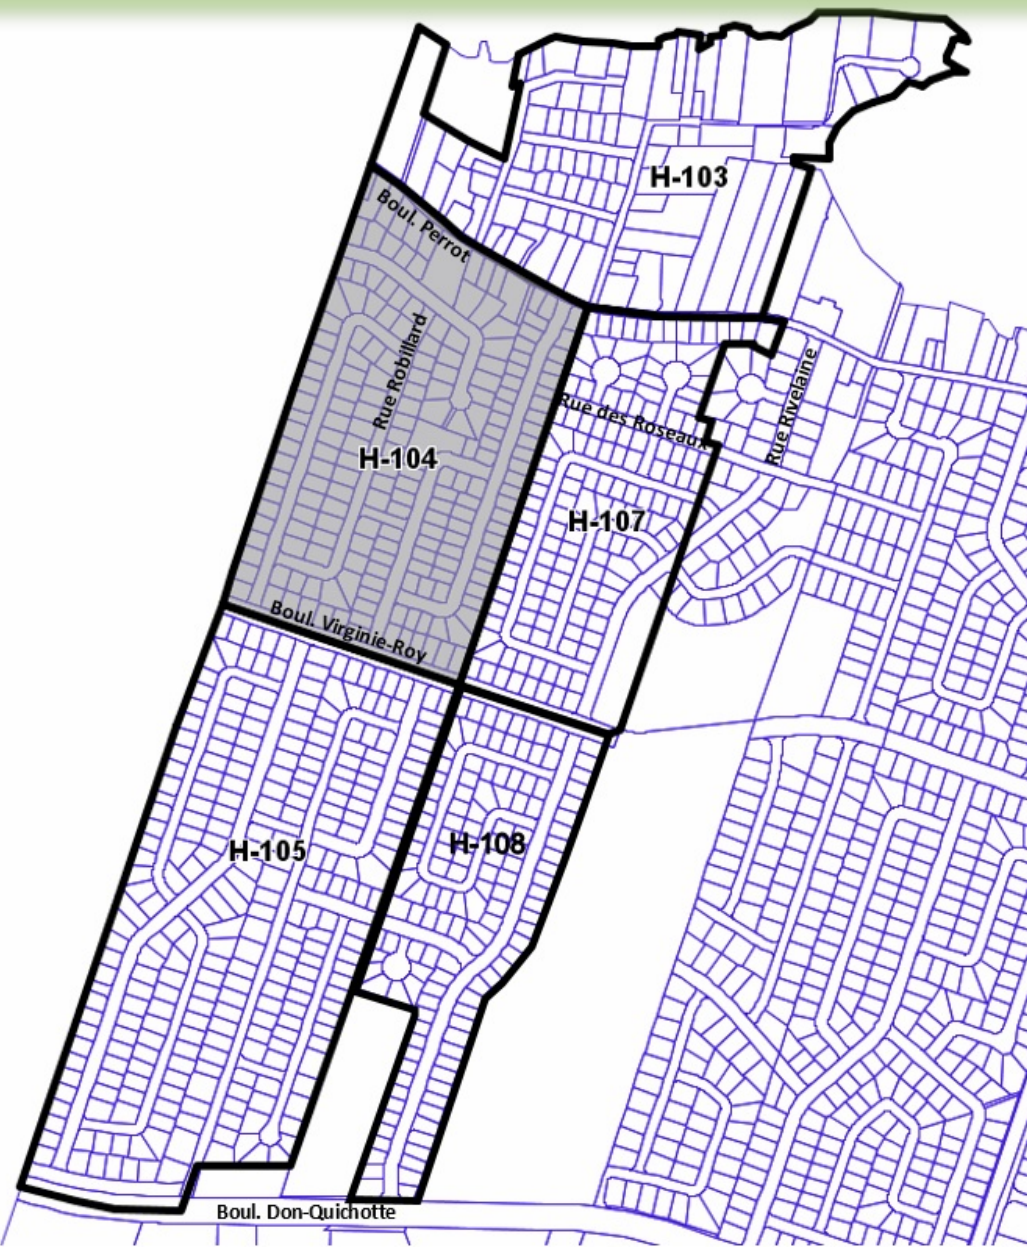 H-103
Boul. Perrot
Rue Robillard
Rue Rivelaine
Rue des Roseaux
H-104
H-107
Boul. Virginie-Roy
H-105
H-108
Boul. Don-Quichotte